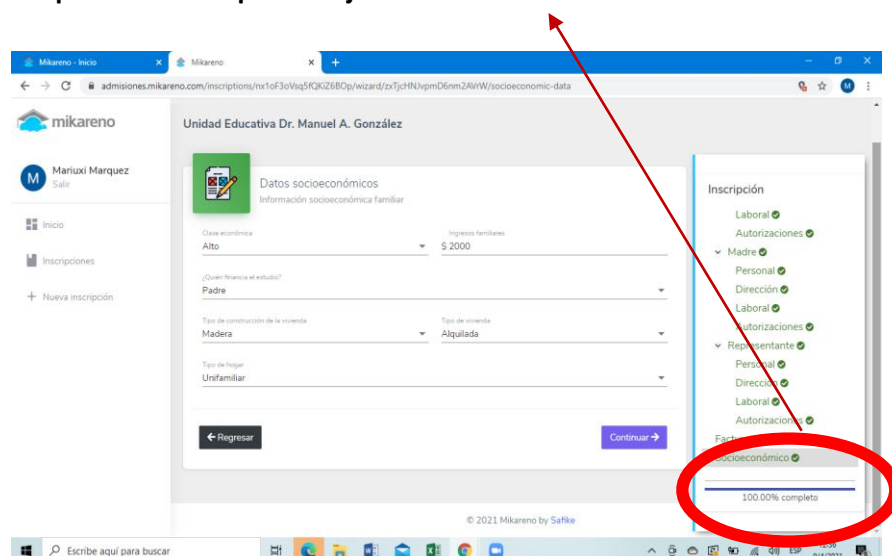 Mikareno - Inicio
Mikareno
admisiones.mikareno.com/inscriptions/nx1oF3oVsq5fQKiZ6BOp/wizard/zxTjcHNJvpmD6nm2AVrW/socioeconomic-data
mikareno
Unidad Educativa Dr. Manuel A. González
M
Mariuxi Marquez
Salir
Inicio
Inscripciones
Nueva inscripción
Datos socioeconómicos
Información socioeconómica familiar
Clase económica
Alto
Ingresos familiares
$ 2000
¿Quién financia el estudio?
Padre
Tipo de construcción de la vivienda
Madera
Tipo de vivienda
Alquilada
Tipo de hogar
Unifamiliar
Regresar
Continuar
Inscripción
Laboral
Autorizaciones
Madre
Personal
Dirección
Laboral
Autorizaciones
Representante
Personal
Dirección
Laboral
Autorizaciones
Socioeconómico
100.00% completo
© 2021 Mikareno by Safike
Escribe aquí para buscar
ESP